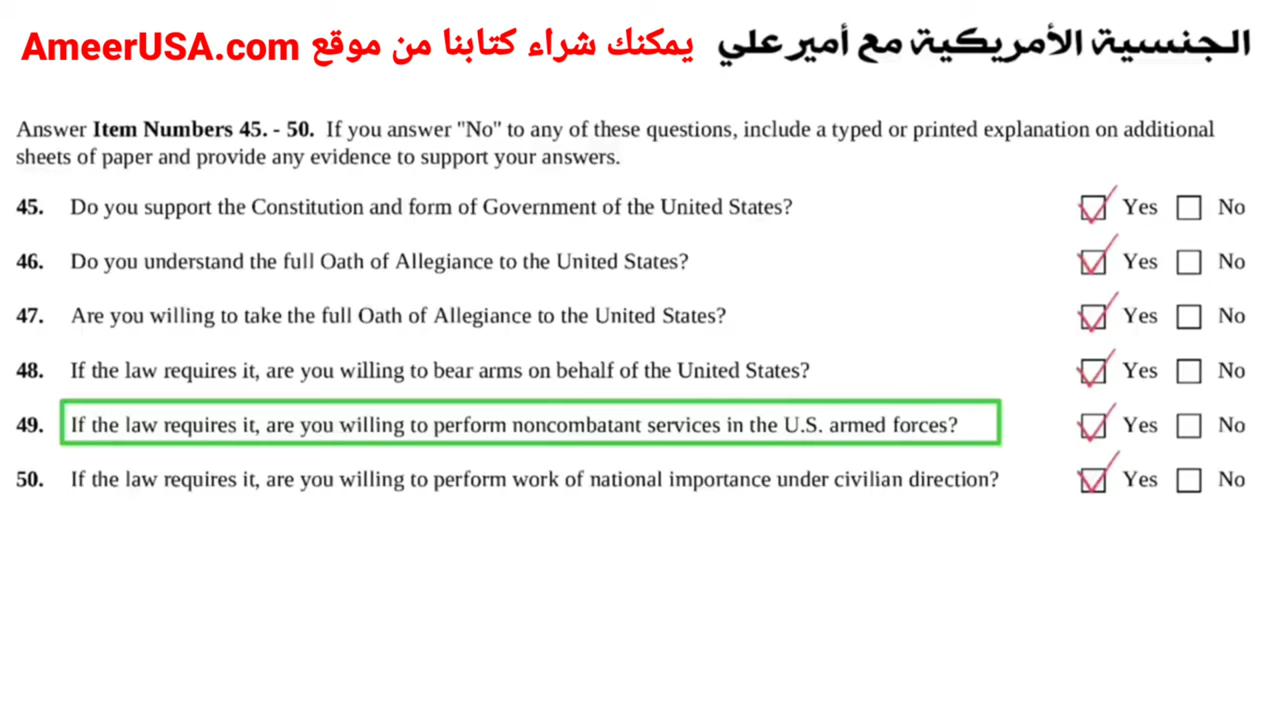 الجنسية الأمريكية مع أمير علي يمكنك شراء كتابنا من موقع AmeerUSA.com
Answer Item Numbers 45. - 50. If you answer "No" to any of these questions, include a typed or printed explanation on additional
sheets of paper and provide any evidence to support your answers.
45. Do you support the Constitution and form of Government of the United States? Yes No
46. Do you understand the full Oath of Allegiance to the United States? Yes No
47. Are you willing to take the full Oath of Allegiance to the United States? Yes No
48. If the law requires it, are you willing to bear arms on behalf of the United States? Yes No
49. If the law requires it, are you willing to perform noncombatant services in the U.S. armed forces? Yes No
50. If the law requires it, are you willing to perform work of national importance under civilian direction? Yes No